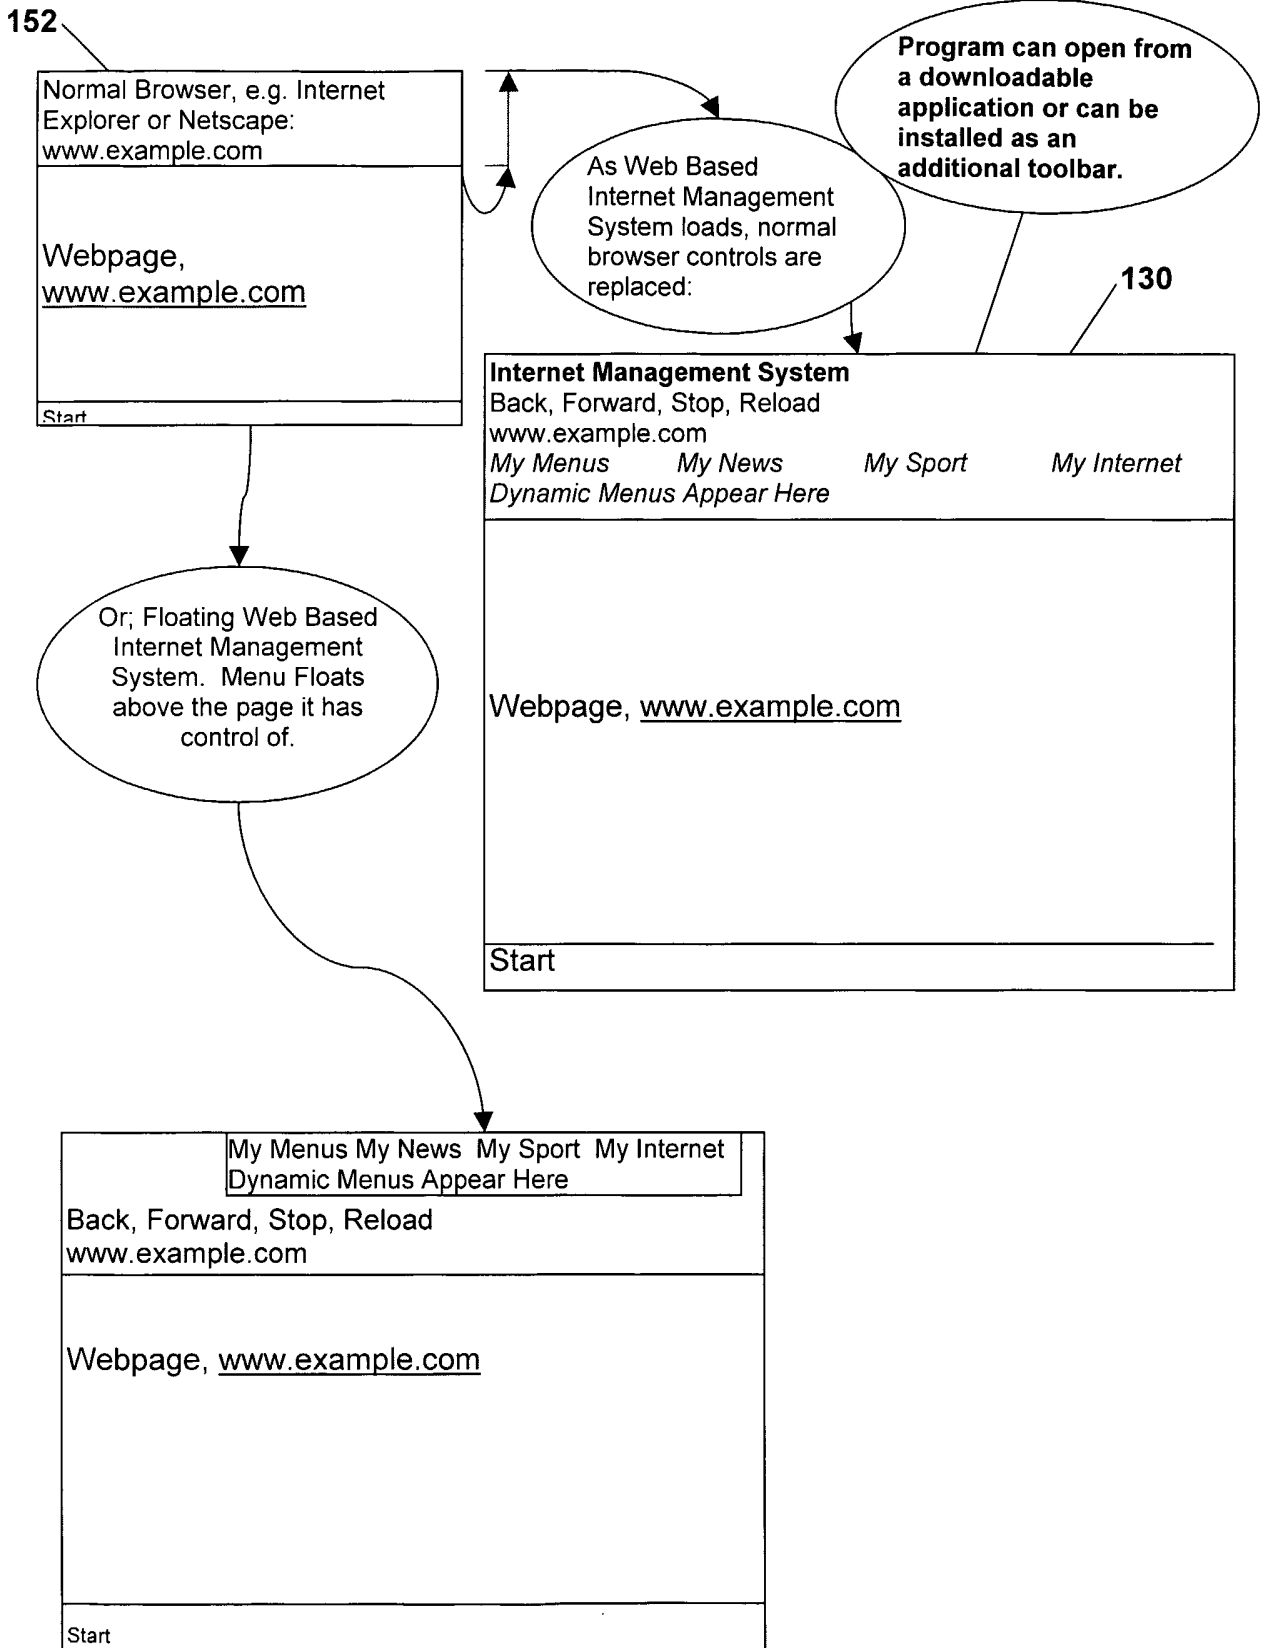 152
Normal Browser, e.g. Internet
Explorer or Netscape:
www.example.com
Webpage,
www.example.com
Start
As Web Based
Internet Management
System loads, normal
browser controls are
replaced:
Program can open from
a downloadable
application or can be
installed as an
additional toolbar.
130
Internet Management System
Back, Forward, Stop, Reload
www.example.com
My Menus My News My Sport My Internet
Dynamic Menus Appear Here
Webpage, www.example.com
Start
Or; Floating Web Based
Internet Management
System. Menu Floats
above the page it has
control of.
My Menus My News My Sport My Internet
Dynamic Menus Appear Here
Back, Forward, Stop, Reload
www.example.com
Webpage, www.example.com
Start